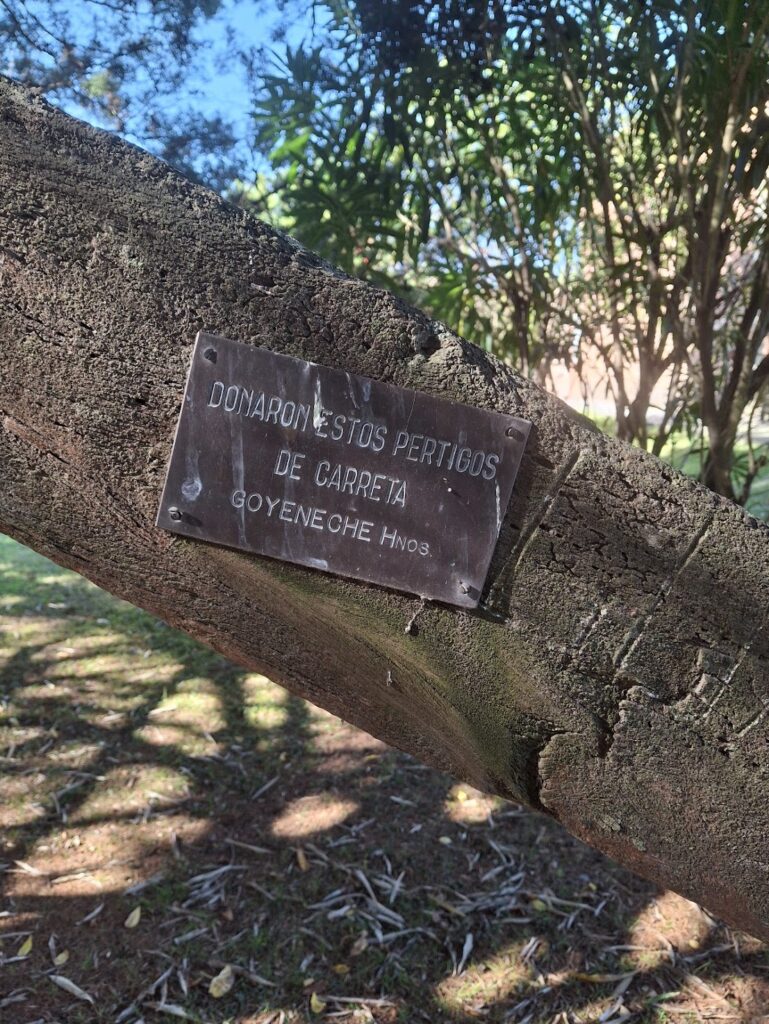 DONARON ESTOS PERTIGOS
DE CARRETA
GOYENECHE HNOS.